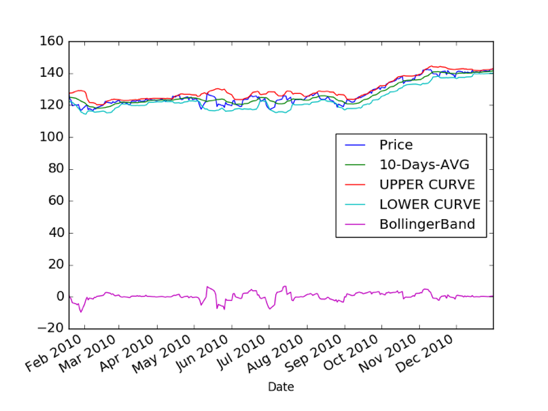 160
140
120
100
80
60
40
20
0
−20
Price
10-Days-AVG
UPPER CURVE
LOWER CURVE
BollingerBand
Feb 2010
Mar 2010
Apr 2010
May 2010
Jun 2010
Jul 2010
Aug 2010
Sep 2010
Oct 2010
Nov 2010
Dec 2010
Date